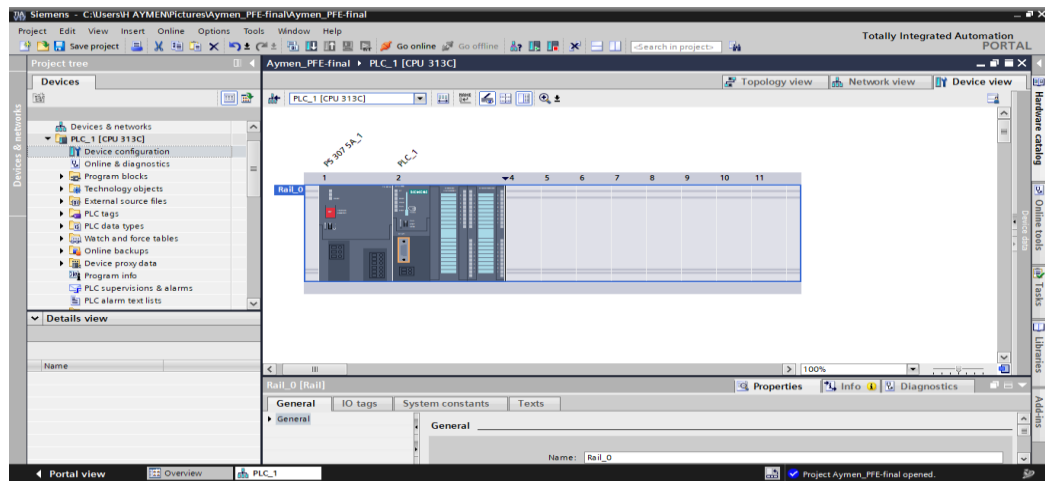 Siemens - C:\Users\H AYMEN\Pictures\Aymen_PFE-final\Aymen_PFE-final
Project Edit View Insert Online Options Tools Window Help
Totally Integrated Automation
PORTAL
Save project Go online Go offline <Search in project>
Project tree
Aymen_PFE-final PLC_1 [CPU 313C]
Devices
Topology view Network view Device view
PLC_1 [CPU 313C]
Devices & networks
PLC_1 [CPU 313C]
Device configuration
Online & diagnostics
Program blocks
Technology objects
External source files
PLC tags
PLC data types
Watch and force tables
Online backups
Device proxy data
Program info
PLC supervisions & alarms
PLC alarm text lists
Details view
Name
Devices & networks
PS 307 5A_1
PLC_1
1 2 4 5 6 7 8 9 10 11
Rail_0
100%
Rail_0 [Rail]
Properties Info Diagnostics
General IO tags System constants Texts
General
General
Name: Rail_0
Hardware catalog
Online tools
Tasks
Libraries
Add-ins
Device data
Portal view Overview PLC_1
Project Aymen_PFE-final opened.